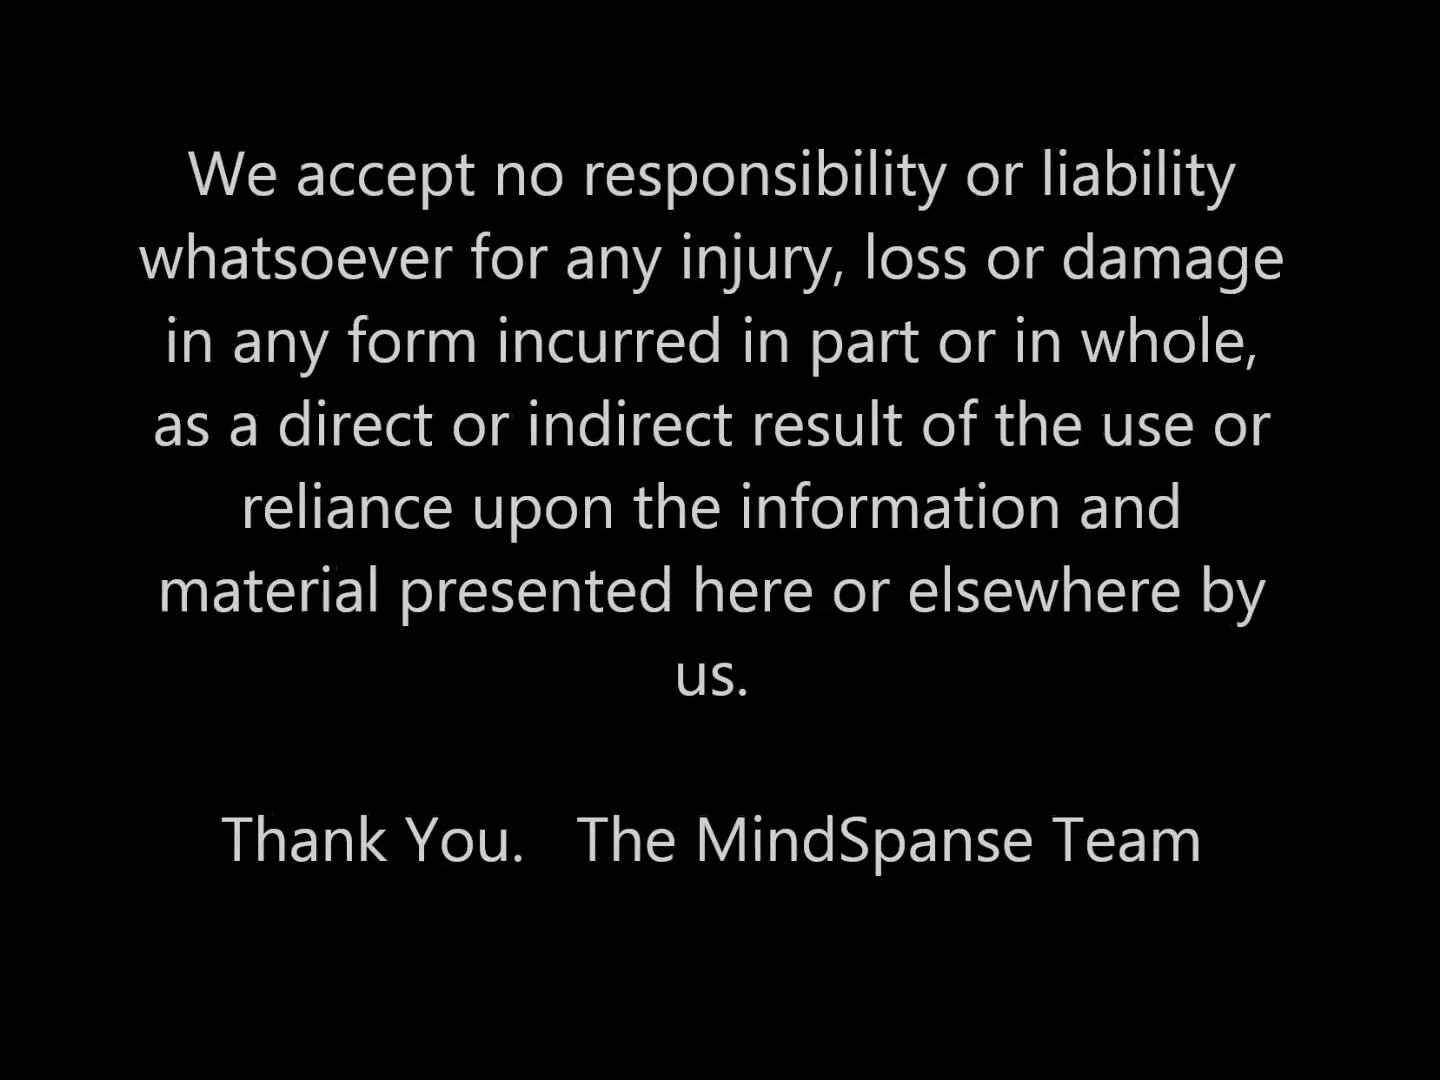 We accept no responsibility or liability
whatsoever for any injury, loss or damage
in any form incurred in part or in whole,
as a direct or indirect result of the use or
reliance upon the information and
material presented here or elsewhere by
us.
Thank You.   The MindSpanse Team